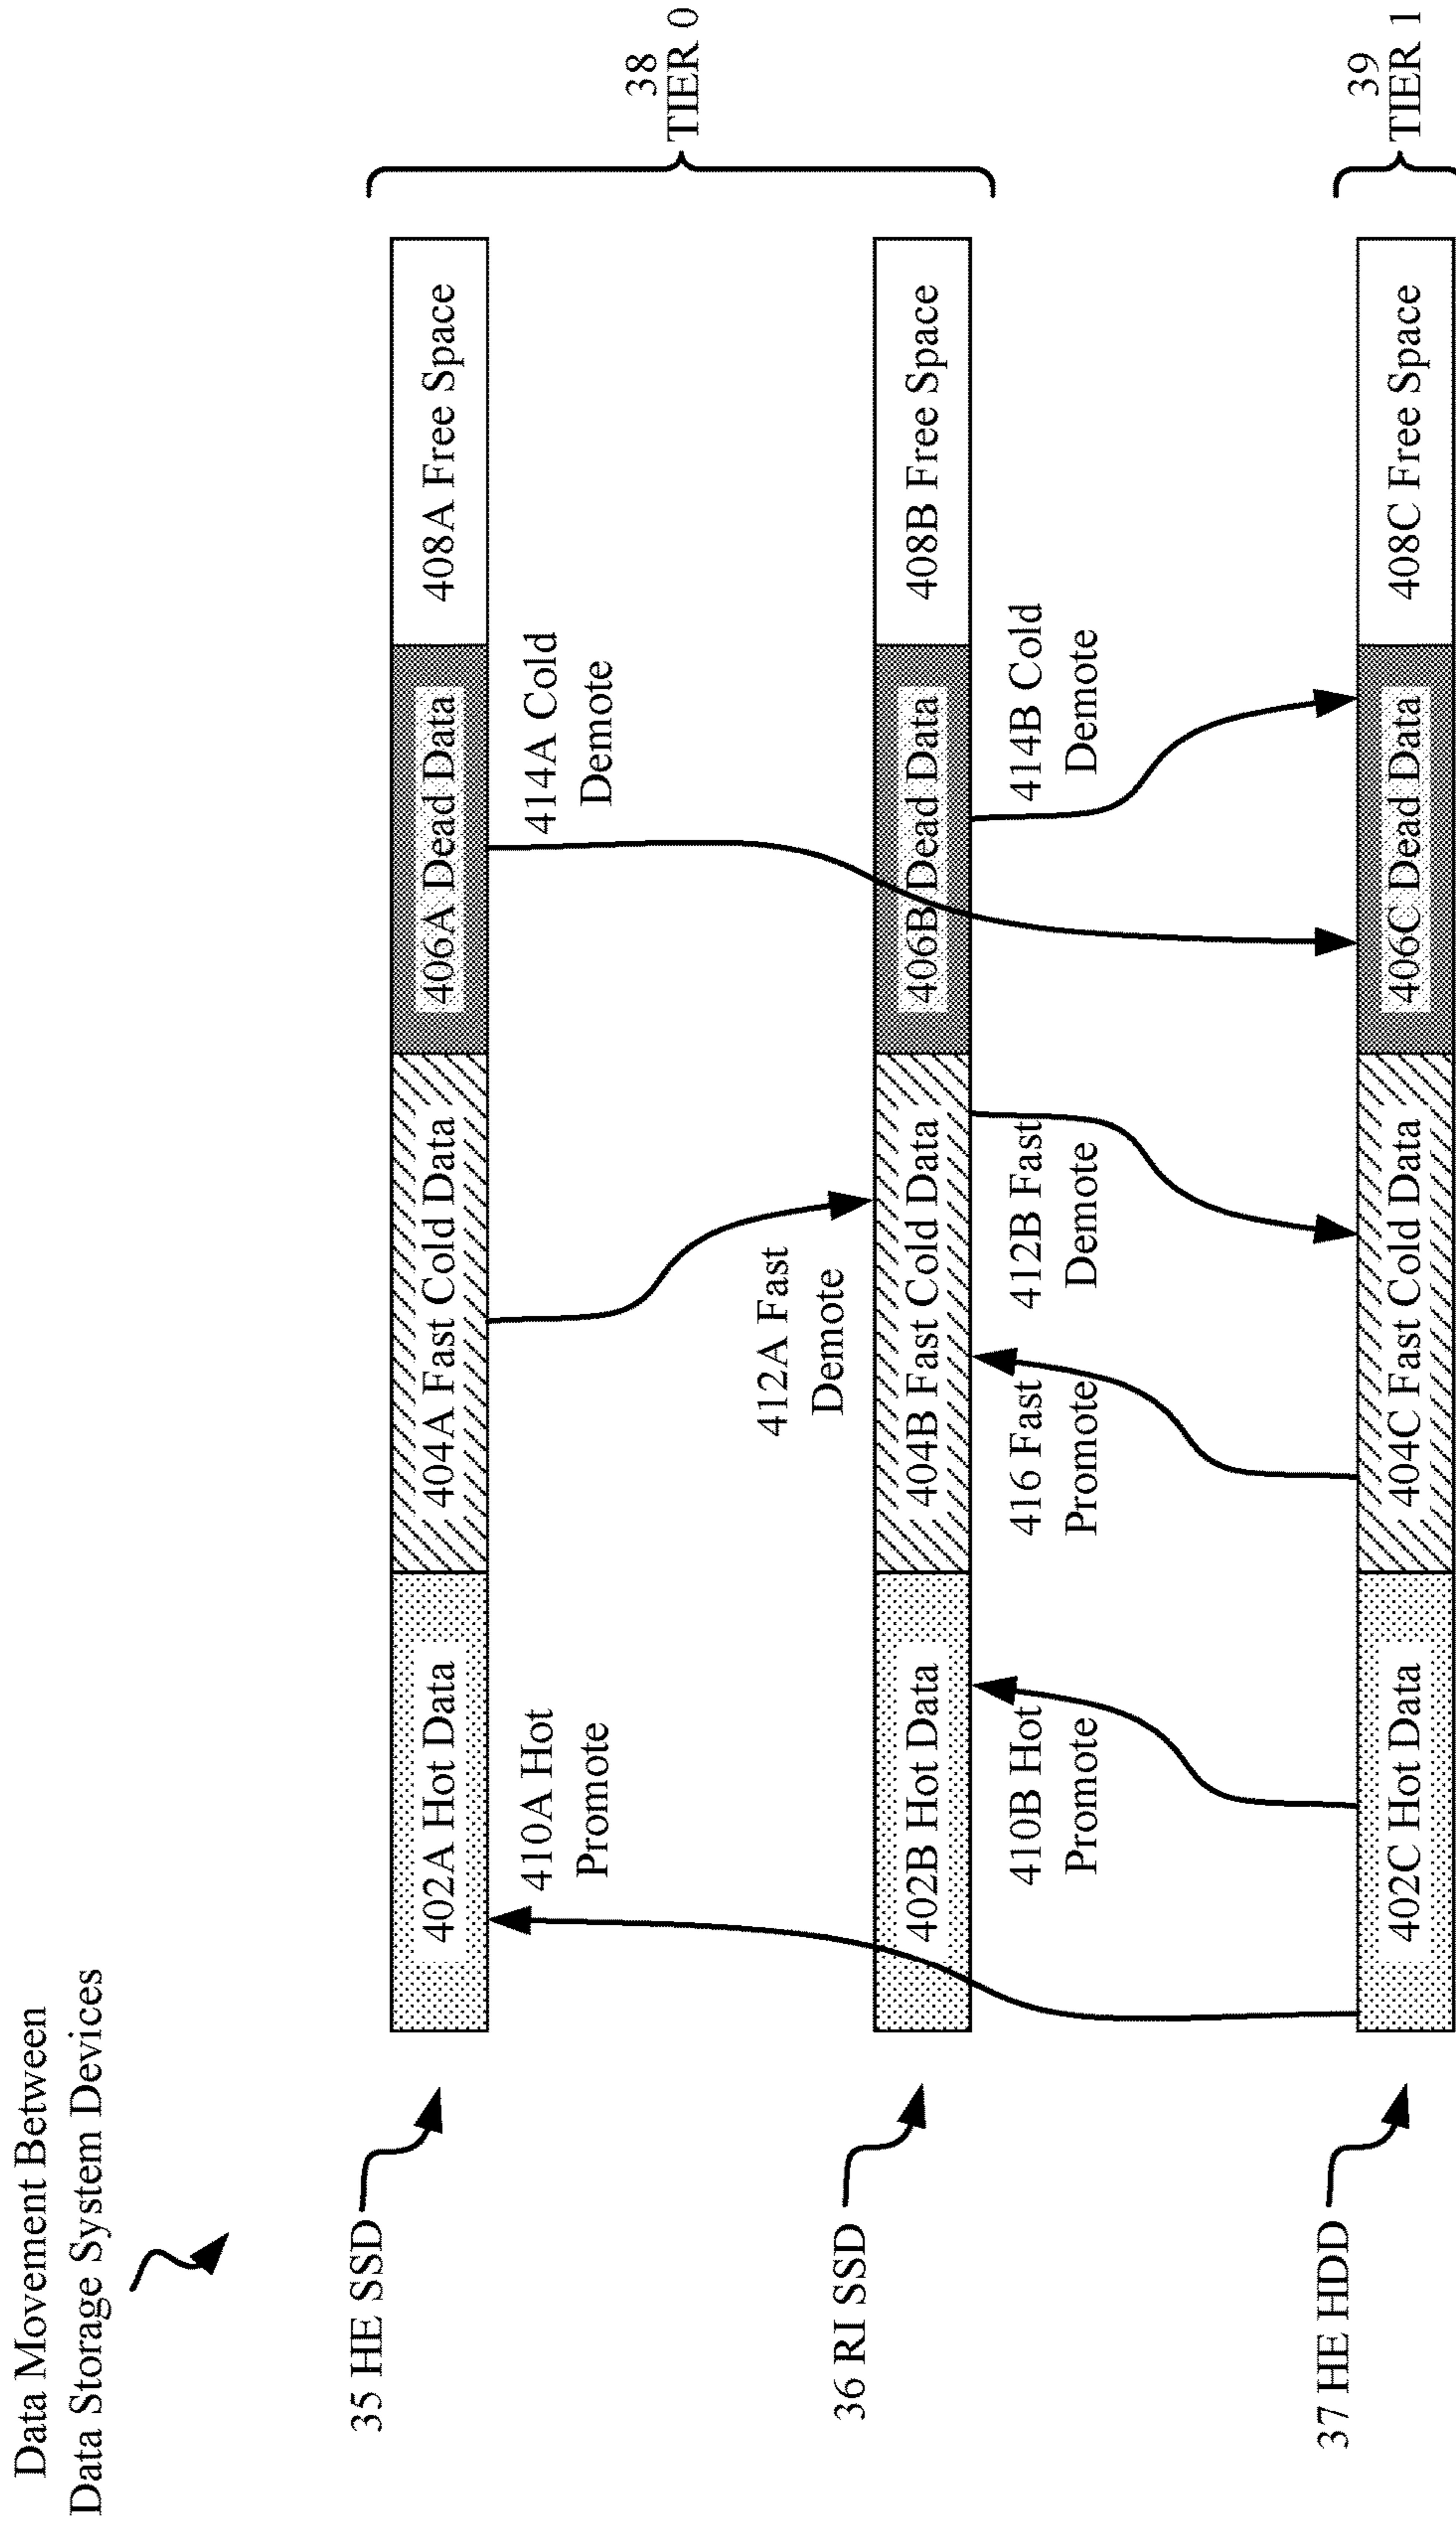 Data Movement Between
Data Storage System Devices
35 HE SSD
402A Hot Data
404A Fast Cold Data
406A Dead Data
408A Free Space
410A Hot
Promote
412A Fast
Demote
414A Cold
Demote
38
TIER 0
36 RI SSD
402B Hot Data
404B Fast Cold Data
406B Dead Data
408B Free Space
410B Hot
Promote
416 Fast
Promote
412B Fast
Demote
414B Cold
Demote
37 HE HDD
402C Hot Data
404C Fast Cold Data
406C Dead Data
408C Free Space
39
TIER 1